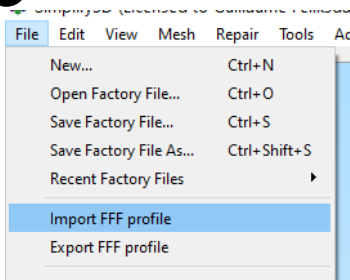 File Edit View Mesh Repair Tools
New... Ctrl+N
Open Factory File... Ctrl+O
Save Factory File... Ctrl+S
Save Factory File As... Ctrl+Shift+S
Recent Factory Files
Import FFF profile
Export FFF profile